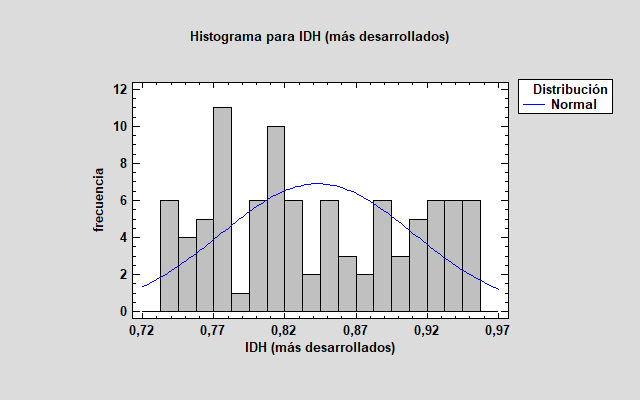 Histograma para IDH (más desarrollados)
Distribución
Normal
frecuencia
12
10
8
6
4
2
0
0,72 0,77 0,82 0,87 0,92 0,97
IDH (más desarrollados)